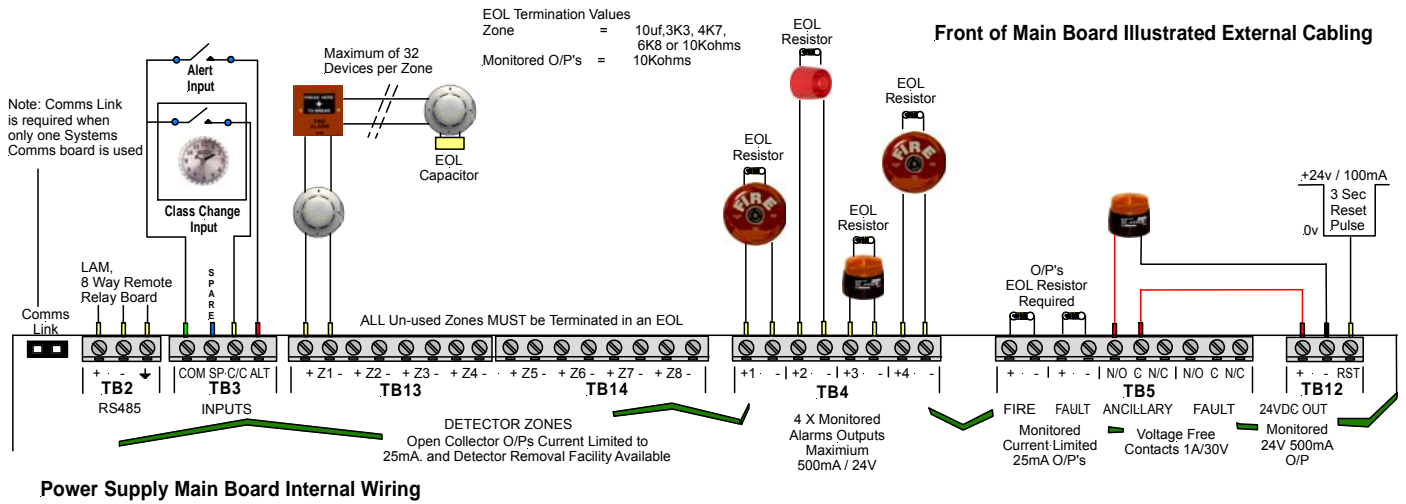 Front of Main Board Illustrated External Cabling
EOL Termination Values
Zone = 10uf,3K3, 4K7,
6K8 or 10Kohms
Monitored O/P's = 10Kohms
Note: Comms Link
is required when
only one Systems
Comms board is used
Alert
Input
Class Change
Input
Maximum of 32
Devices per Zone
EOL
Capacitor
EOL
Resistor
EOL
Resistor
EOL
Resistor
EOL
Resistor
+24v / 100mA
3 Sec
Reset
Pulse
0v
O/P's
EOL Resistor
Required
LAM,
8 Way Remote
Relay Board
SPARE
Comms
Link
ALL Un-used Zones MUST be Terminated in an EOL
+ - 
TB2
RS485
COM SP C/C ALT
TB3
INPUTS
+ Z1 - + Z2 - + Z3 - + Z4 -
TB13
+ Z5 - + Z6 - + Z7 - + Z8 -
TB14
DETECTOR ZONES
Open Collector O/Ps Current Limited to
25mA. and Detector Removal Facility Available
+1 - +2 - +3 - +4 -
TB4
4 X Monitored
Alarms Outputs
Maximium
500mA / 24V
+ - + - N/O C N/C N/O C N/C
TB5
FIRE FAULT ANCILLARY FAULT
Monitored
Current Limited
25mA O/P's
Voltage Free
Contacts 1A/30V
+ - RST
TB12
24VDC OUT
Monitored
24V 500mA
O/P
Power Supply Main Board Internal Wiring